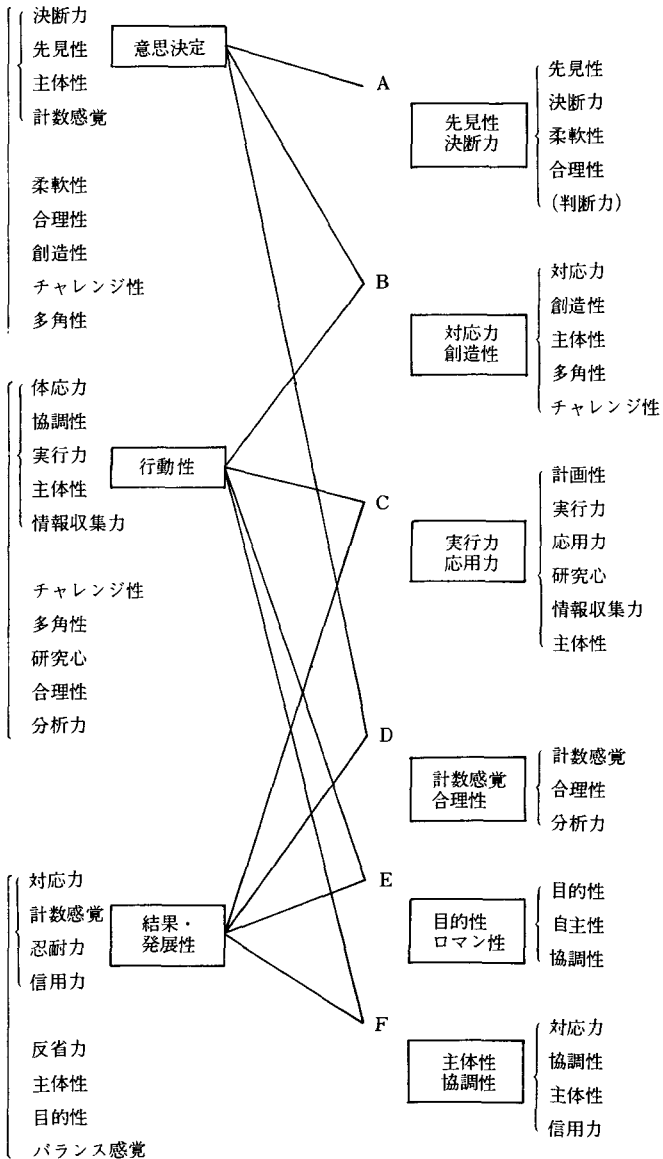 決断力
先見性
主体性
計数感覚
柔軟性
合理性
創造性
チャレンジ性
多角性
意思決定
体応力
協調性
実行力
主体性
情報収集力
チャレンジ性
多角性
研究心
合理性
分析力
行動性
対応力
計数感覚
忍耐力
信用力
反省力
主体性
目的性
バランス感覚
結果・
発展性
A
先見性
決断力
先見性
決断力
柔軟性
合理性
(判断力)
B
対応力
創造性
対応力
創造性
主体性
多角性
チャレンジ性
C
実行力
応用力
計画性
実行力
応用力
研究心
情報収集力
主体性
D
計数感覚
合理性
計数感覚
合理性
分析力
E
目的性
ロマン性
目的性
自主性
協調性
F
主体性
協調性
対応力
協調性
主体性
信用力